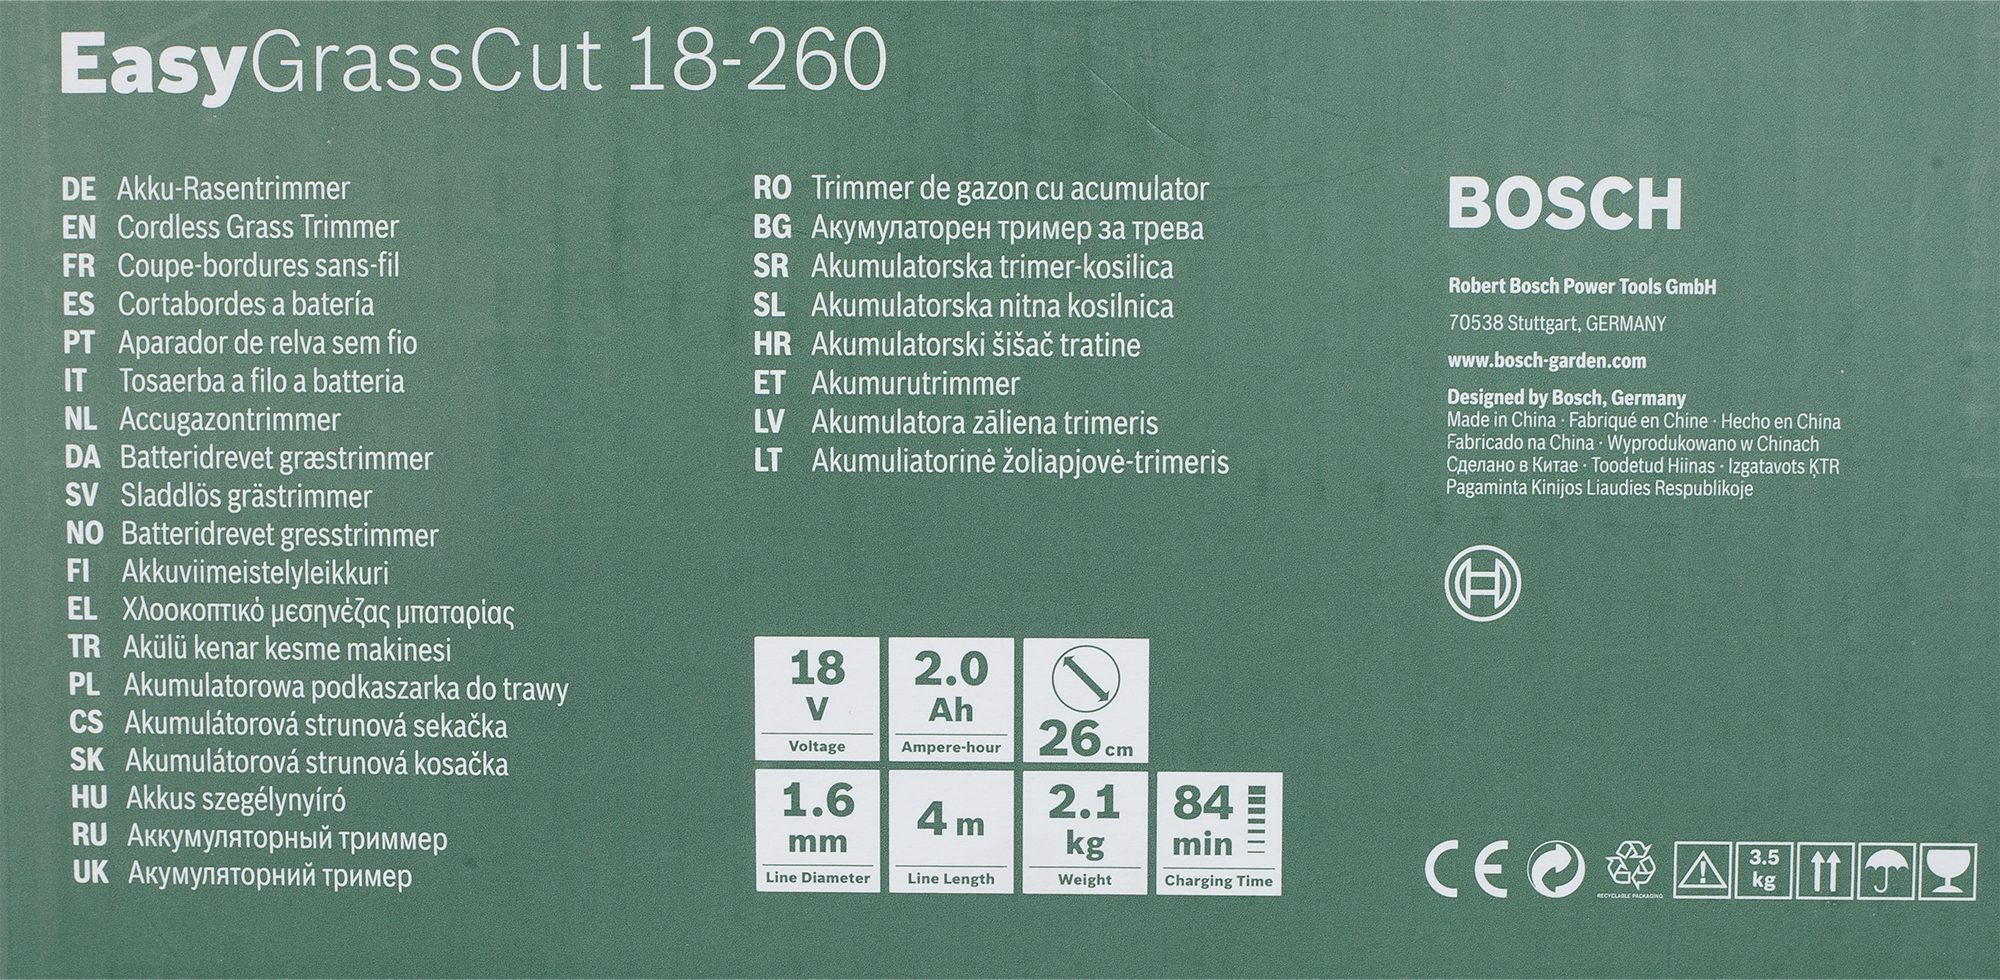 EasyGrassCut 18-260
DE Akku-Rasentrimmer
EN Cordless Grass Trimmer
FR Coupe-bordures sans-fil
ES Cortabordes a batería
PT Aparador de relva sem fio
IT Tosaerba a filo a batteria
NL Accugazontrimmer
DA Batteridrevet græstrimmer
SV Sladdlös grästrimmer
NO Batteridrevet gresstrimmer
FI Akkuviimeistelyleikkuri
EL Χλοοκοπτικό μεσηνέζας μπαταρίας
TR Akülü kenar kesme makinesi
PL Akumulatorowa podkaszarka do trawy
CS Akumulátorová strunová sekačka
SK Akumulátorová strunová kosačka
HU Akkus szegélynyíró
RU Аккумуляторный триммер
UK Акумуляторний тример
RO Trimmer de gazon cu acumulator
BG Акумулаторен тример за трева
SR Akumulatorska trimer-kosilica
SL Akumulatorska nitna kosilnica
HR Akumulatorski šišač tratine
ET Akumurutrimmer
LV Akumulatora zāliena trimeris
LT Akumuliatorinė žoliapjovė-trimeris
18 V Voltage
2.0 Ah Ampere-hour
26 cm
1.6 mm Line Diameter
4 m Line Length
2.1 kg Weight
84 min Charging Time
BOSCH
Robert Bosch Power Tools GmbH
70538 Stuttgart, GERMANY
www.bosch-garden.com
Designed by Bosch, Germany
Made in China · Fabriqué en Chine · Hecho en China
Fabricado na China · Wyprodukowano w Chinach
Сделано в Китае · Toodetud Hiinas · Izgatavots ĶTR
Pagaminta Kinijos Liaudies Respublikoje
CE
RECYCLABLE PACKAGING
3.5 kg